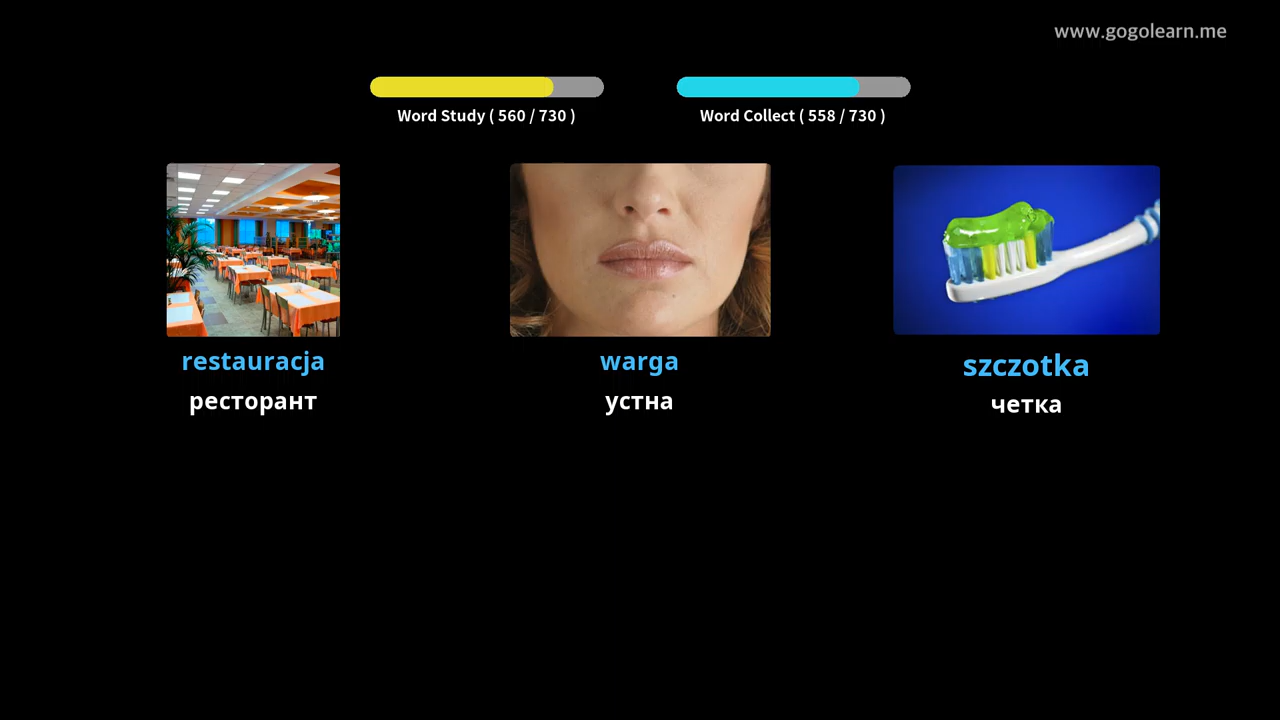 www.gogolearn.me
Word Study ( 560 / 730 )
Word Collect ( 558 / 730 )
restauracja
ресторант
warga
устна
szczotka
четка